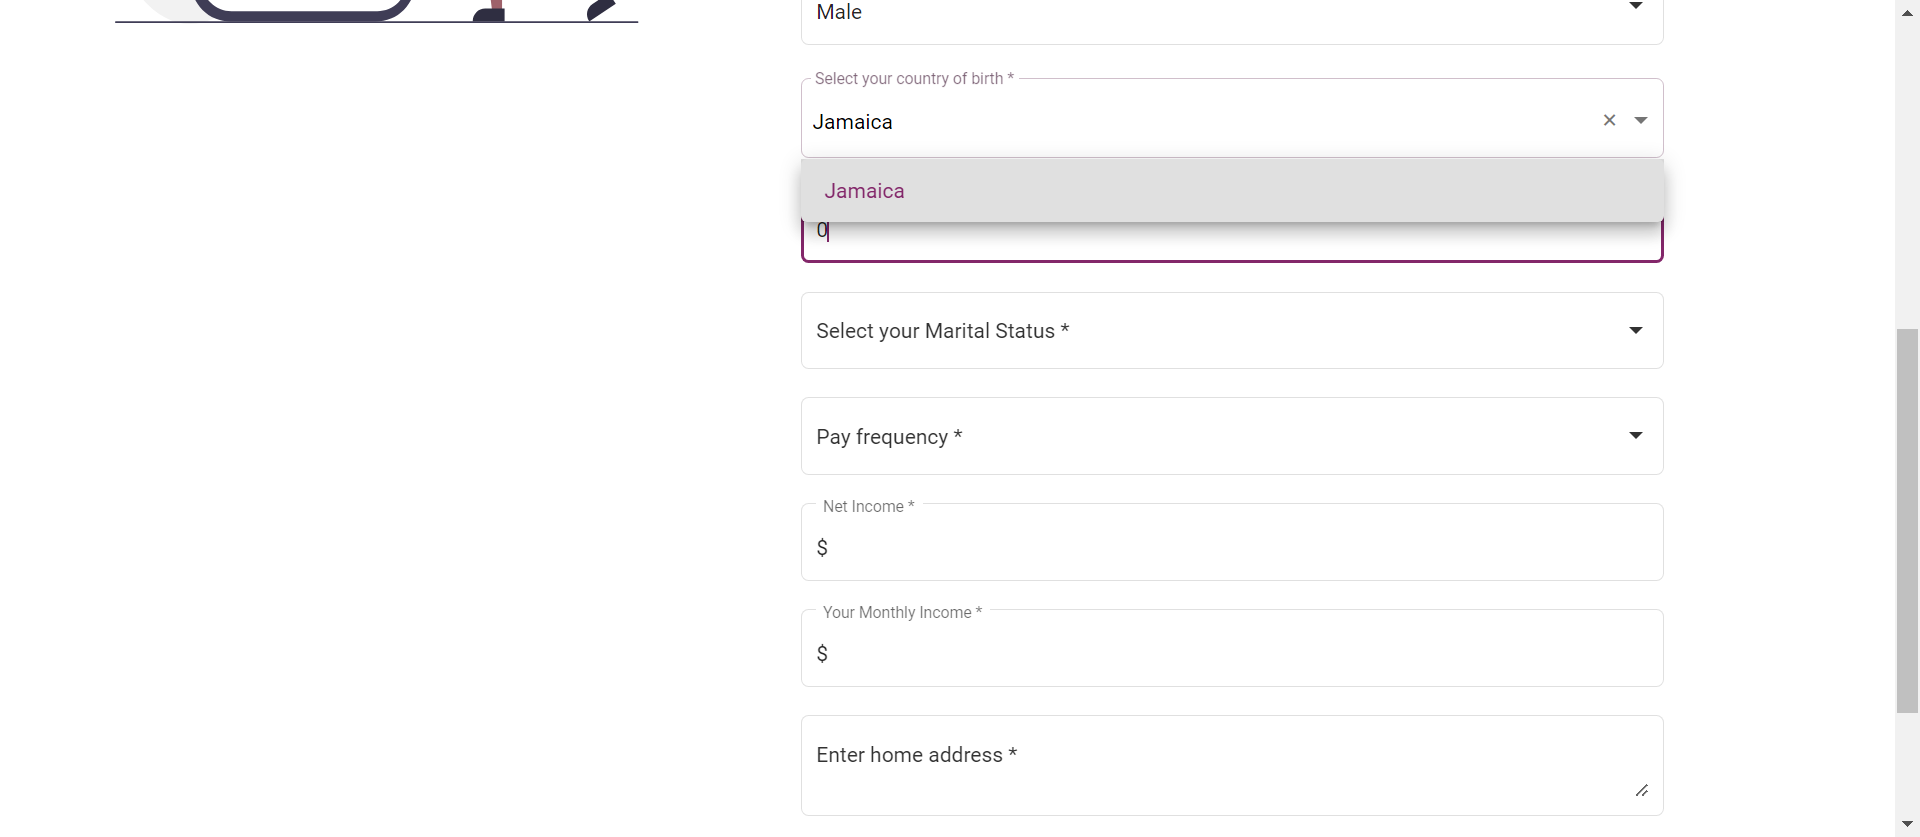 Male
Select your country of birth *
Jamaica
Jamaica
0
Select your Marital Status *
Pay frequency *
Net Income *
$
Your Monthly Income *
$
Enter home address *